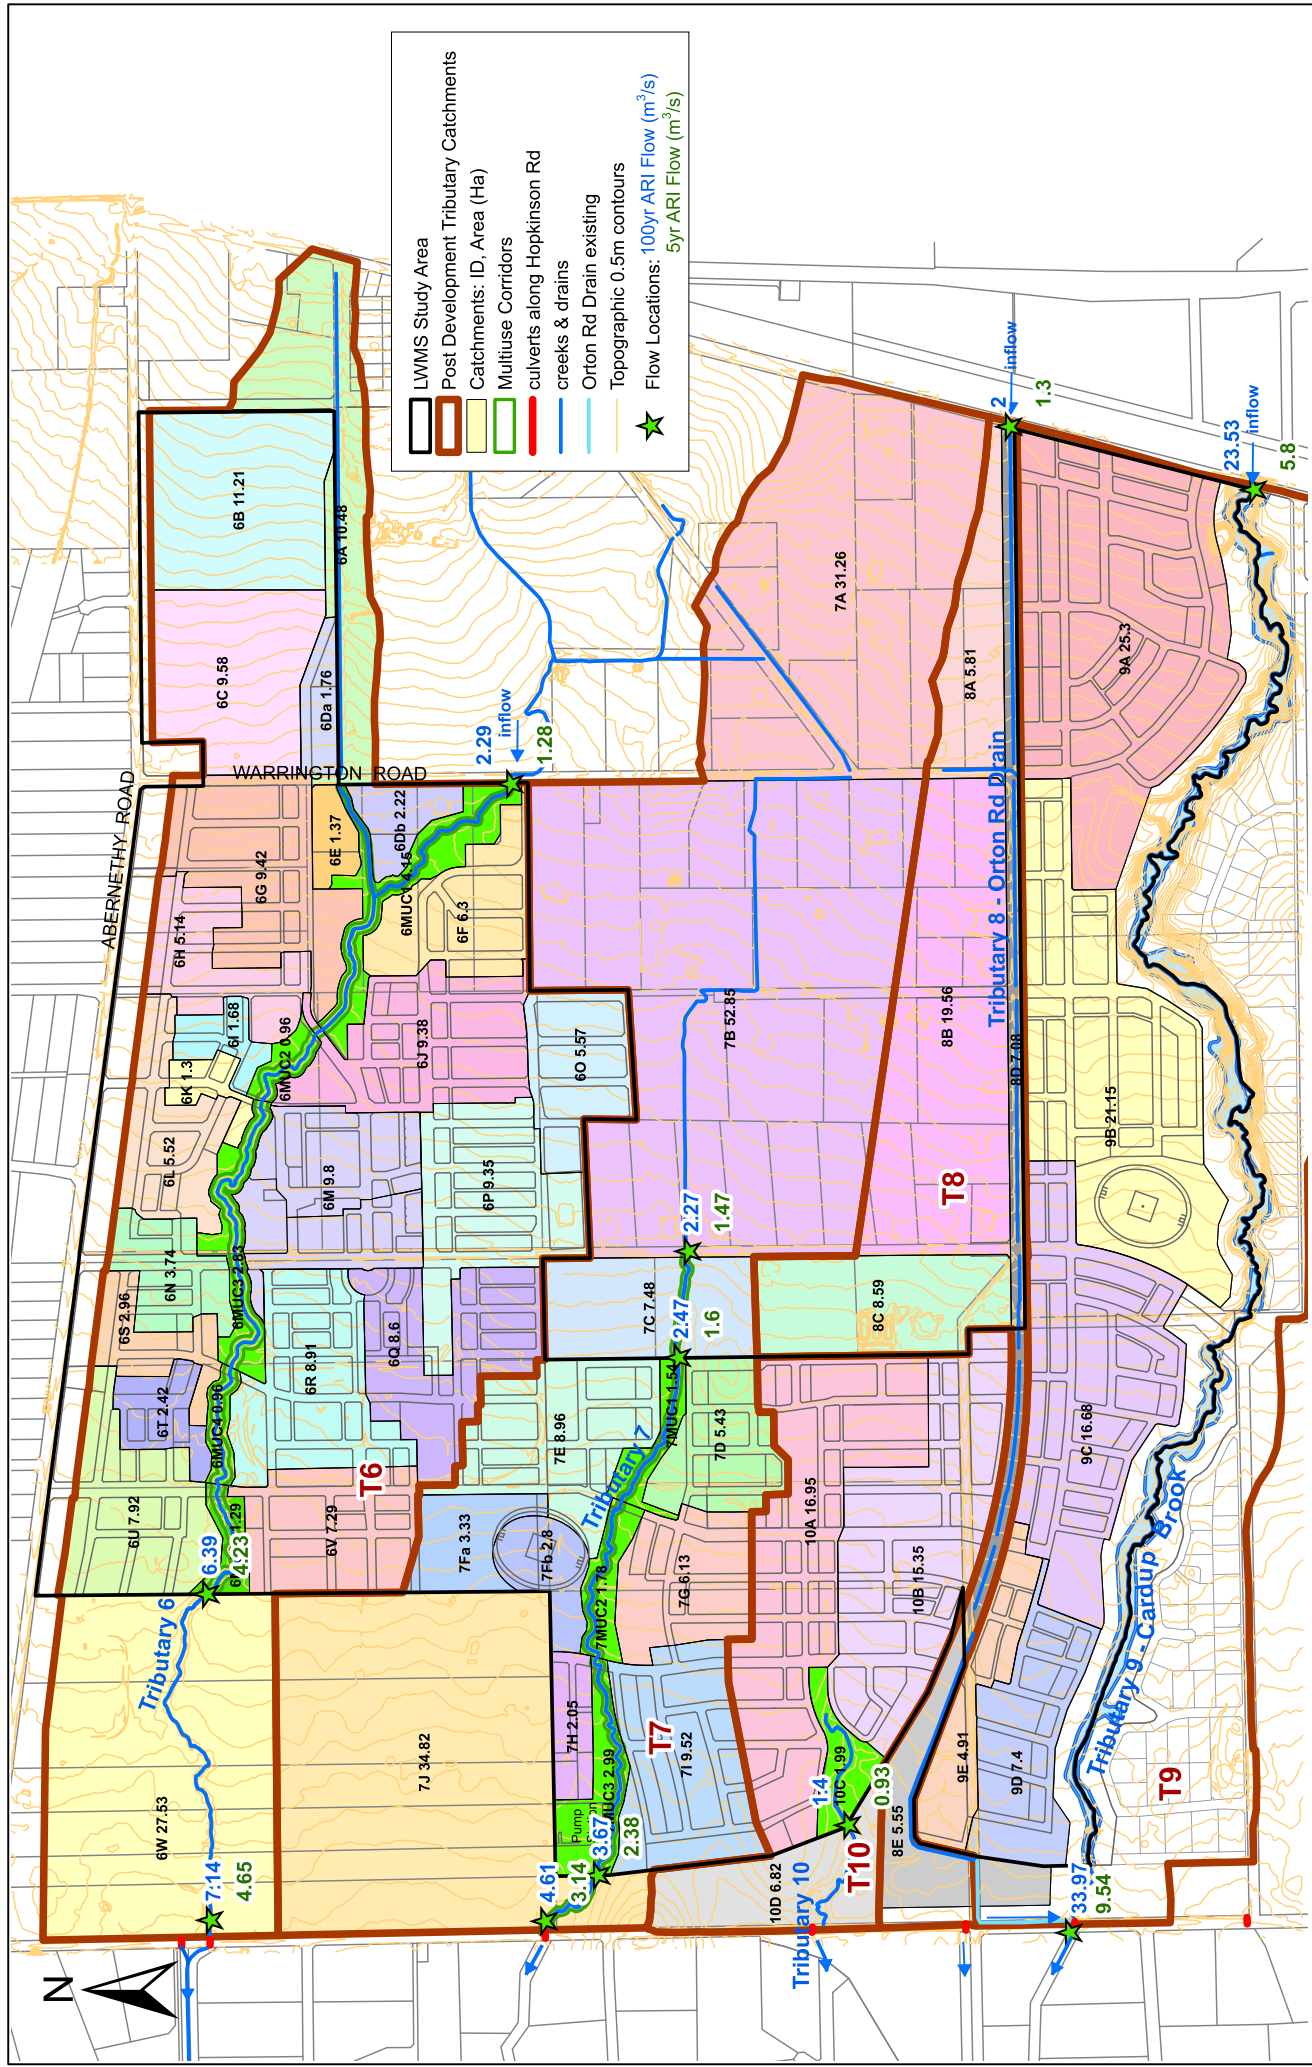 LWMS Study Area
Post Development Tributary Catchments
Catchments: ID, Area (Ha)
Multiuse Corridors
culverts along Hopkinson Rd
creeks & drains
Orton Rd Drain existing
Topographic 0.5m contours
Flow Locations: 100yr ARI Flow (m³/s)
5yr ARI Flow (m³/s)
N
ABERNETHY ROAD
WARRINGTON ROAD
6B 11.21
6A 10.48
6C 9.58
6Da 1.76
2.29
inflow
1.28
6E 1.37
6Db 2.22
6MUC1 4.15
6F 6.3
6G 9.42
6H 5.14
6I 1.68
6MUC2 0.96
6J 9.38
6K 1.3
6O 5.57
6L 5.52
6M 9.8
6P 9.35
6N 3.74
6MUC3 2.83
6S 2.96
6R 8.91
6Q 8.6
6T 2.42
6MUC4 0.96
6U 7.92
1.29
6V 7.29
T6
6.39
4.23
Tributary 6
6W 27.53
7.14
4.65
7A 31.26
7B 52.85
2.27
1.47
7C 7.48
2.47
1.6
7MUC1 1.54
7D 5.43
7E 8.96
Tributary 7
7Fa 3.33
7Fb 2.8
7MUC2 1.78
7G 6.13
7H 2.05
MUC3 2.99
7I 9.52
T7
7J 34.82
Pump
3.67
2.38
4.61
3.14
8A 5.81
2
inflow
1.3
Tributary 8 - Orton Rd Drain
8B 19.56
8D 7.08
T8
8C 8.59
8E 5.55
10A 16.95
10B 15.35
10C 1.99
1.4
0.93
10D 6.82
T10
Tributary 10
23.53
inflow
5.8
9A 25.3
9B 21.15
9C 16.68
9D 7.4
9E 4.91
Tributary 9 - Cardup Brook
T9
33.97
9.54